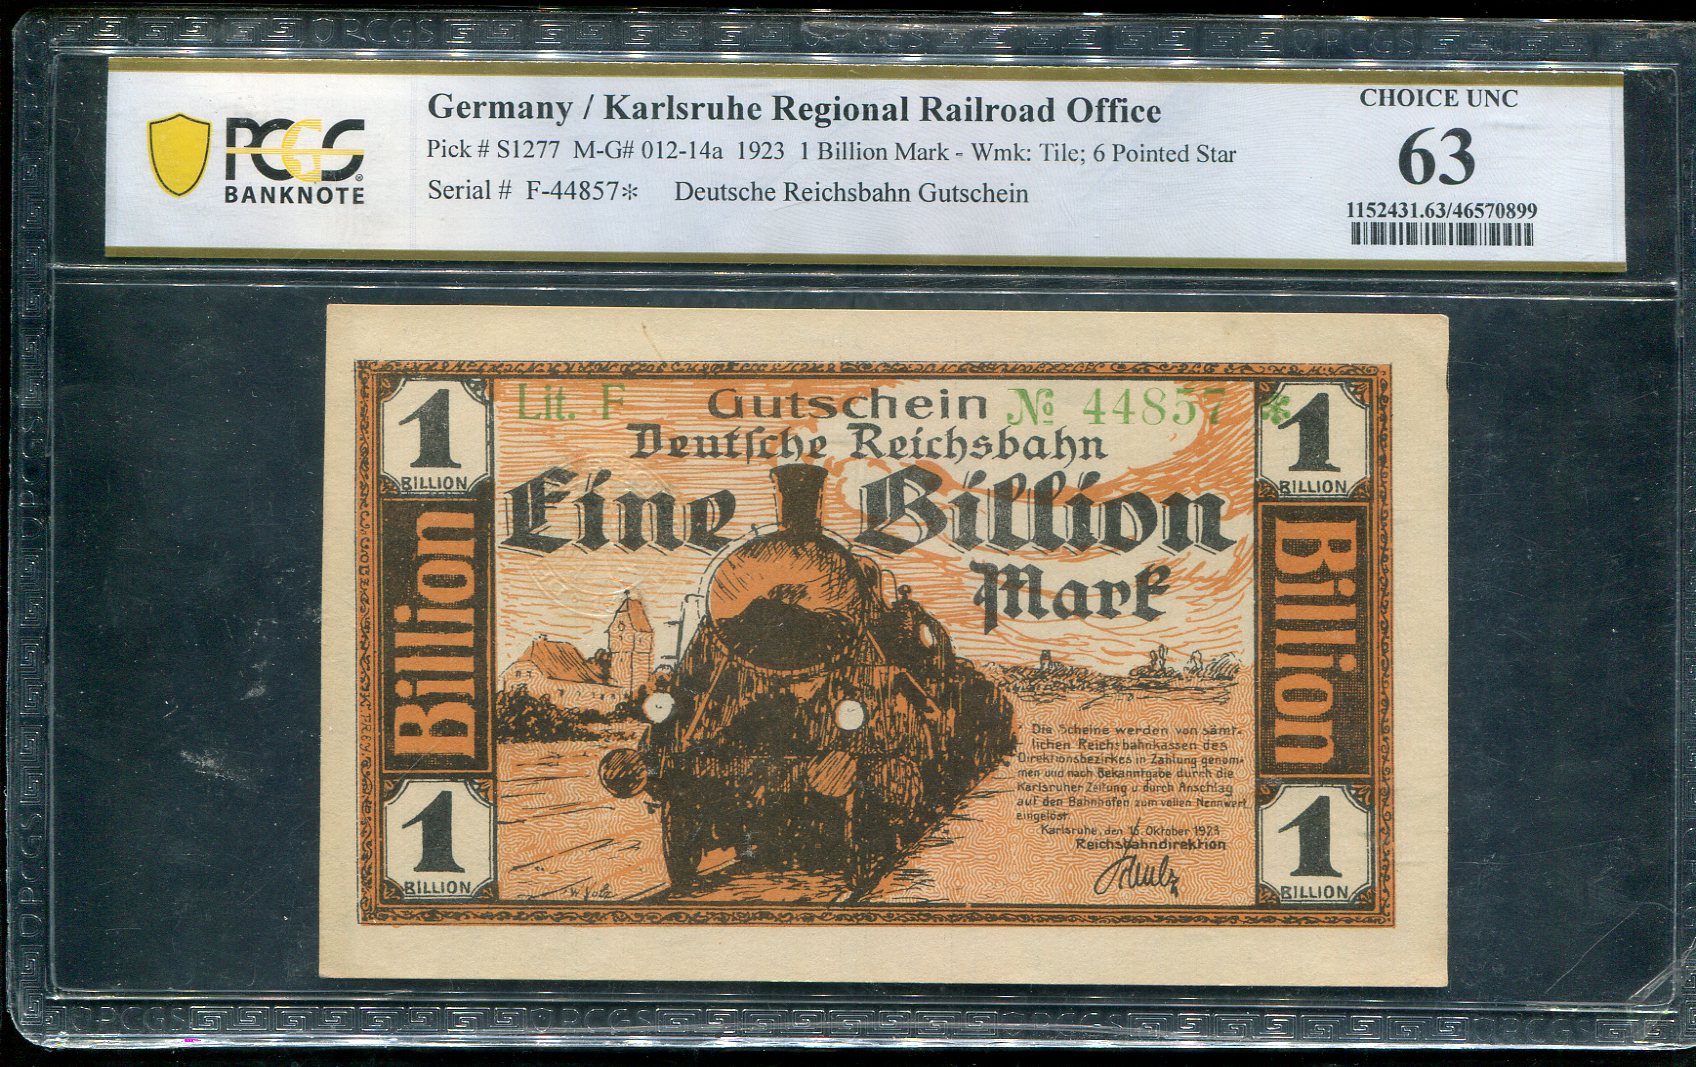 PCGS
BANKNOTE
Germany / Karlsruhe Regional Railroad Office
Pick # S1277 M-G# 012-14a 1923 1 Billion Mark - Wmk: Tile; 6 Pointed Star
Serial # F-44857* Deutsche Reichsbahn Gutschein
CHOICE UNC
63
1152431.63/46570899
1
BILLION
Lit. F
Gutschein
№ 44857 *
1
BILLION
Deutsche Reichsbahn
Eine Billion
Mark
Billion
Billion
Die Scheine werden von sämt-
lichen Reichsbahnkassen des
Direktionsbezirkes in Zahlung genom-
men und nach Bekanntgabe durch die
Karlsruher Zeitung u. durch Anschlag
auf den Bahnhöfen zum vollen Nennwert
eingelöst.
Karlsruhe, den 16. Oktober 1923
Reichsbahndirektion
1
BILLION
1
BILLION